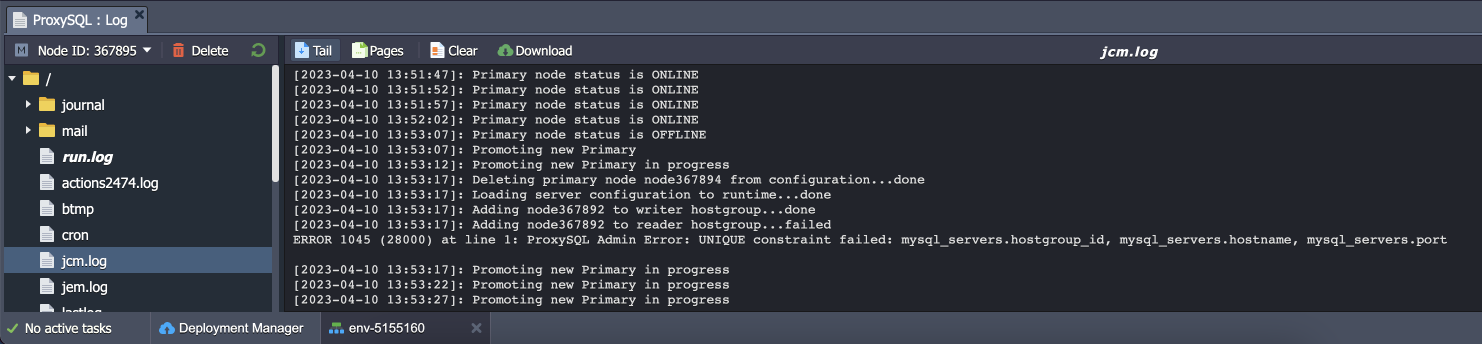 ProxySQL : Log
Node ID: 367895
Delete
Tail
Pages
Clear
Download
jcm.log
/
journal
mail
run.log
actions2474.log
btmp
cron
jcm.log
jem.log
lastlog
[2023-04-10 13:51:47]: Primary node status is ONLINE
[2023-04-10 13:51:52]: Primary node status is ONLINE
[2023-04-10 13:51:57]: Primary node status is ONLINE
[2023-04-10 13:52:02]: Primary node status is ONLINE
[2023-04-10 13:53:07]: Primary node status is OFFLINE
[2023-04-10 13:53:07]: Promoting new Primary
[2023-04-10 13:53:12]: Promoting new Primary in progress
[2023-04-10 13:53:17]: Deleting primary node node367894 from configuration...done
[2023-04-10 13:53:17]: Loading server configuration to runtime...done
[2023-04-10 13:53:17]: Adding node367892 to writer hostgroup...done
[2023-04-10 13:53:17]: Adding node367892 to reader hostgroup...failed
ERROR 1045 (28000) at line 1: ProxySQL Admin Error: UNIQUE constraint failed: mysql_servers.hostgroup_id, mysql_servers.hostname, mysql_servers.port
[2023-04-10 13:53:17]: Promoting new Primary in progress
[2023-04-10 13:53:22]: Promoting new Primary in progress
[2023-04-10 13:53:27]: Promoting new Primary in progress
No active tasks
Deployment Manager
env-5155160